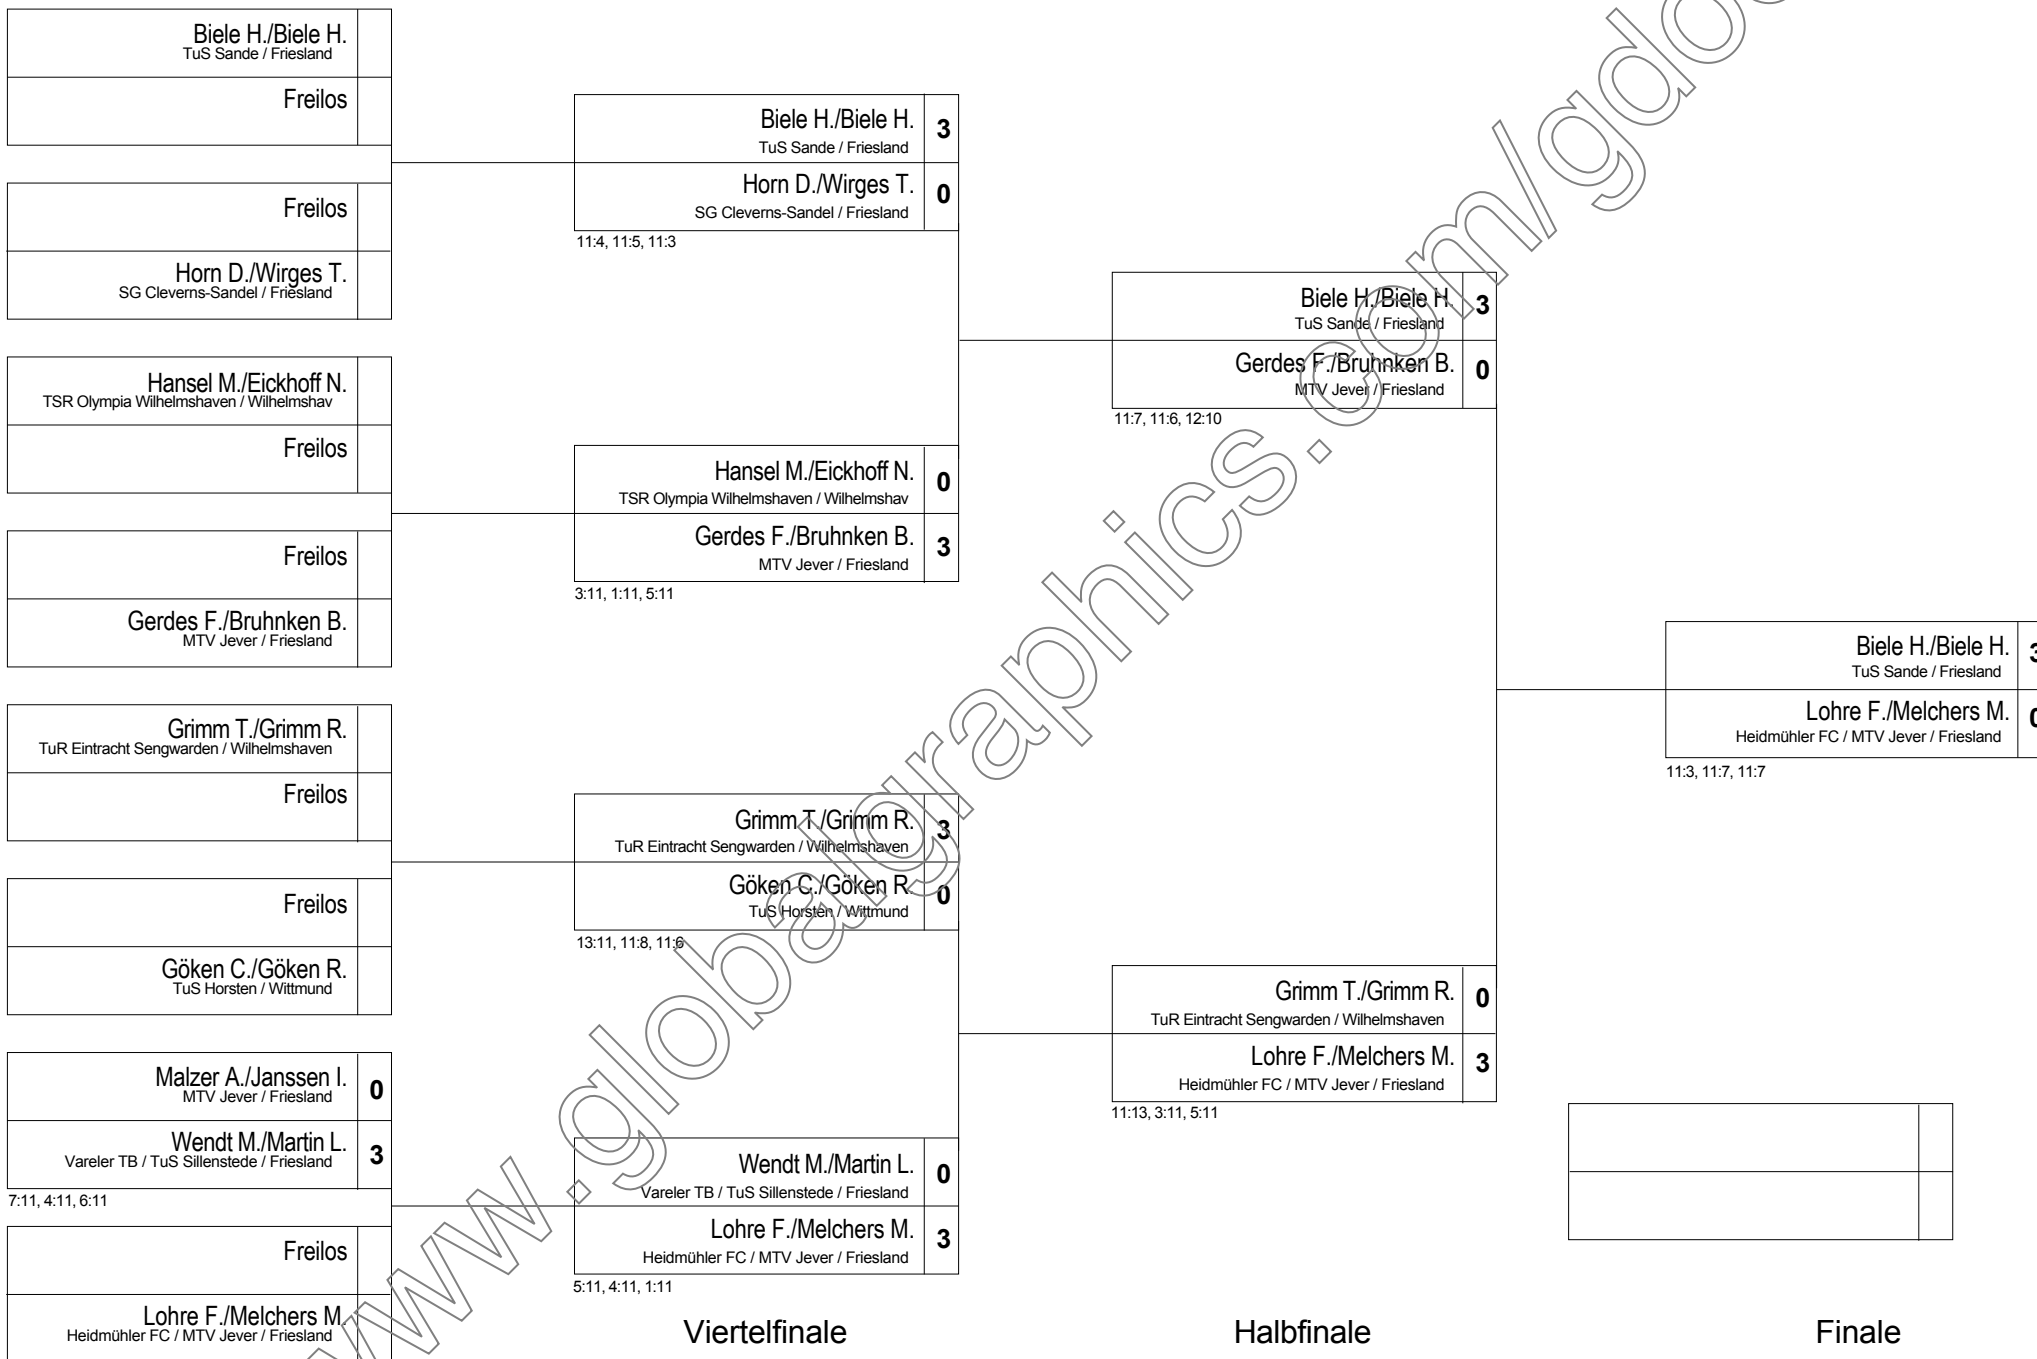 Biele H./Biele H.
TuS Sande / Friesland
Freilos
Freilos
Horn D./Wirges T.
SG Cleverns-Sandel / Friesland
Hansel M./Eickhoff N.
TSR Olympia Wilhelmshaven / Wilhelmshav
Freilos
Freilos
Gerdes F./Bruhnken B.
MTV Jever / Friesland
Grimm T./Grimm R.
TuR Eintracht Sengwarden / Wilhelmshaven
Freilos
Freilos
Göken C./Göken R.
TuS Horsten / Wittmund
Malzer A./Janssen I. 0
MTV Jever / Friesland
Wendt M./Martin L. 3
Vareler TB / TuS Sillenstede / Friesland
7:11, 4:11, 6:11
Freilos
Lohre F./Melchers M.
Heidmühler FC / MTV Jever / Friesland
Biele H./Biele H. 3
TuS Sande / Friesland
Horn D./Wirges T. 0
SG Cleverns-Sandel / Friesland
11:4, 11:5, 11:3
Hansel M./Eickhoff N. 0
TSR Olympia Wilhelmshaven / Wilhelmshav
Gerdes F./Bruhnken B. 3
MTV Jever / Friesland
3:11, 1:11, 5:11
Grimm T./Grimm R. 3
TuR Eintracht Sengwarden / Wilhelmshaven
Göken C./Göken R. 0
TuS Horsten / Wittmund
13:11, 11:8, 11:6
Wendt M./Martin L. 0
Vareler TB / TuS Sillenstede / Friesland
Lohre F./Melchers M. 3
Heidmühler FC / MTV Jever / Friesland
5:11, 4:11, 1:11
Viertelfinale
Biele H./Biele H. 3
TuS Sande / Friesland
Gerdes F./Bruhnken B. 0
MTV Jever / Friesland
11:7, 11:6, 12:10
Grimm T./Grimm R. 0
TuR Eintracht Sengwarden / Wilhelmshaven
Lohre F./Melchers M. 3
Heidmühler FC / MTV Jever / Friesland
11:13, 3:11, 5:11
Halbfinale
Biele H./Biele H. 3
TuS Sande / Friesland
Lohre F./Melchers M. 0
Heidmühler FC / MTV Jever / Friesland
11:3, 11:7, 11:7
Finale
www.globalgraphics.com/gdo